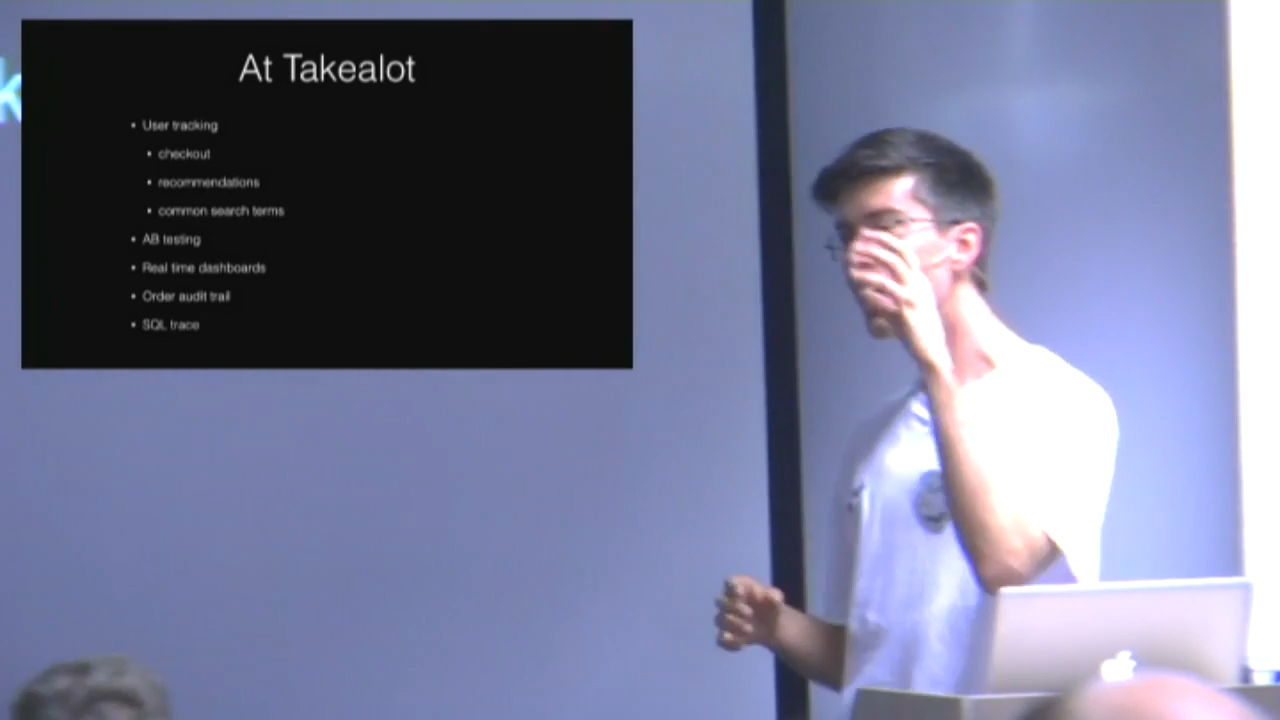 At Takealot
• User tracking
• checkout
• recommendations
• common search terms
• AB testing
• Real time dashboards
• Order audit trail
• SQL trace